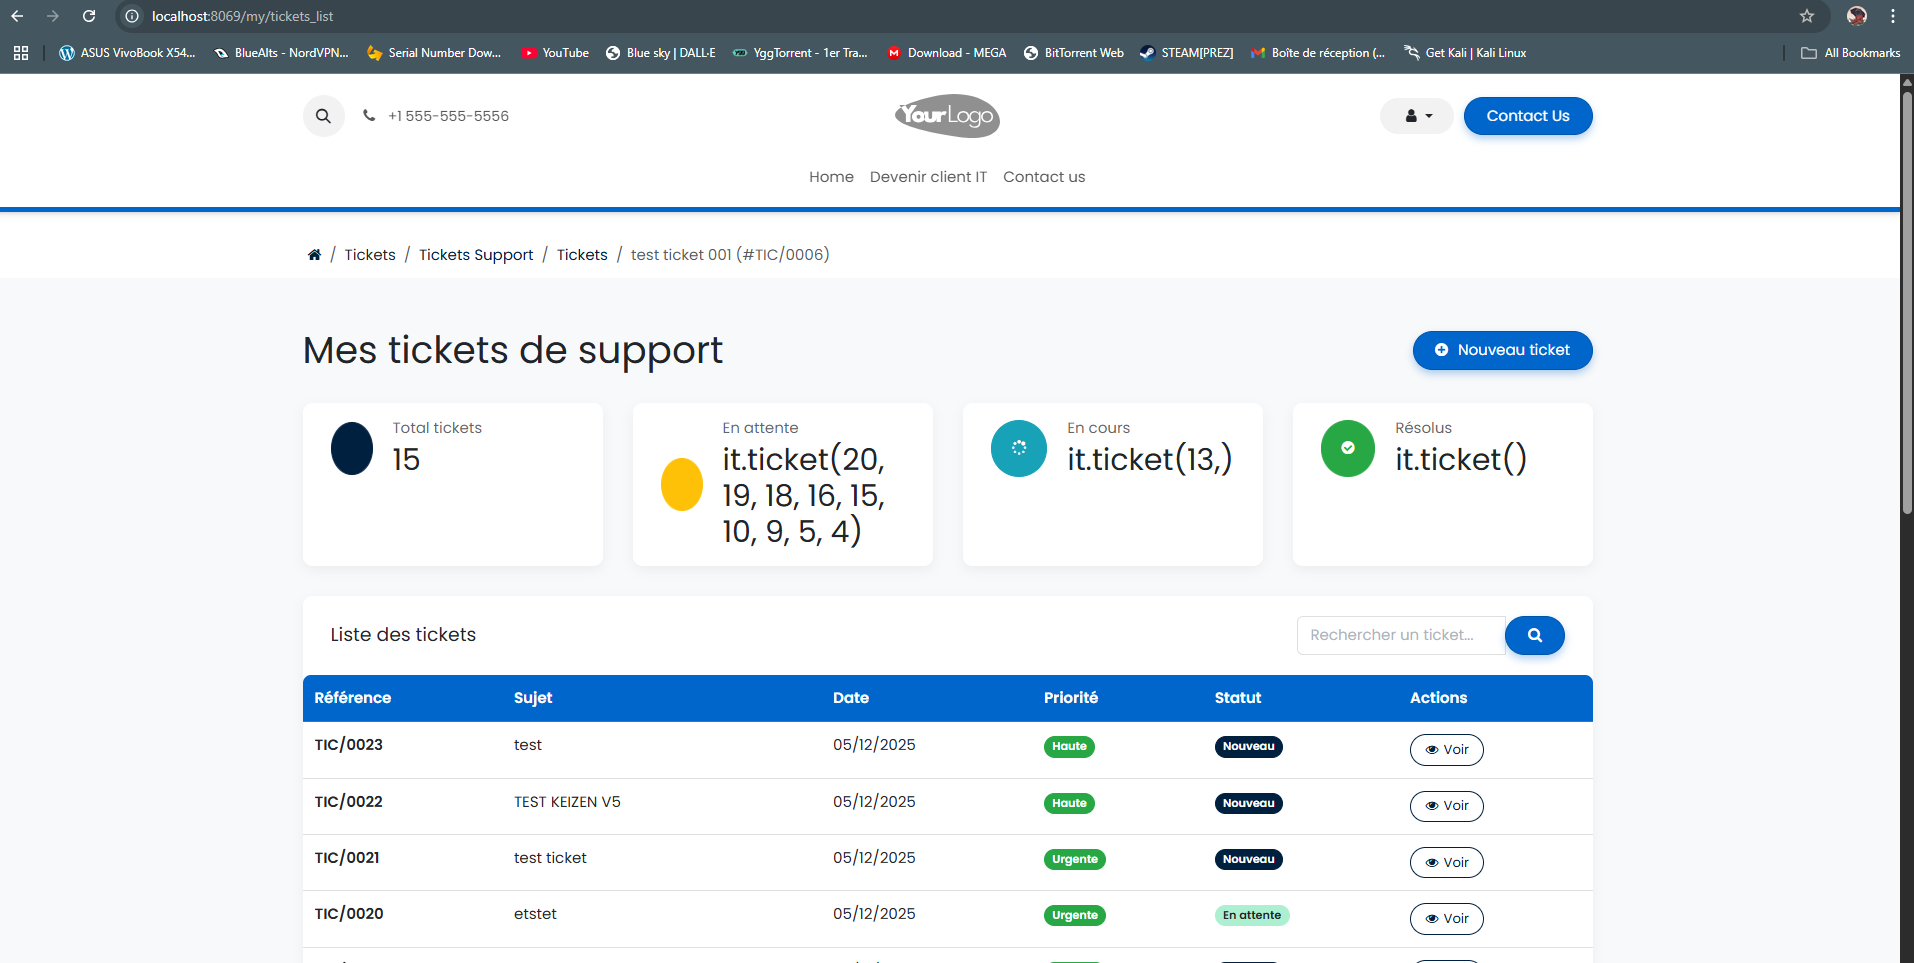 localhost:8069/my/tickets_list
ASUS VivoBook X54... BlueAlts - NordVPN... Serial Number Dow... YouTube Blue sky | DALL·E YggTorrent - 1er Tra... Download - MEGA BitTorrent Web STEAM[PREZ] Boîte de réception (... Get Kali | Kali Linux All Bookmarks
+1 555-555-5556
YourLogo
Contact Us
Home Devenir client IT Contact us
/ Tickets / Tickets Support / Tickets / test ticket 001 (#TIC/0006)
Mes tickets de support
Nouveau ticket
Total tickets
15
En attente
it.ticket(20,
19, 18, 16, 15,
10, 9, 5, 4)
En cours
it.ticket(13,)
Résolus
it.ticket()
Liste des tickets
Rechercher un ticket...
Référence Sujet Date Priorité Statut Actions
TIC/0023 test 05/12/2025 Haute Nouveau Voir
TIC/0022 TEST KEIZEN V5 05/12/2025 Haute Nouveau Voir
TIC/0021 test ticket 05/12/2025 Urgente Nouveau Voir
TIC/0020 etstet 05/12/2025 Urgente En attente Voir